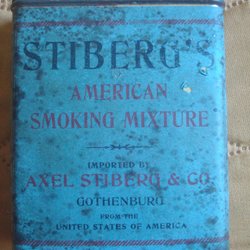 STIBERG'S
AMERICAN
SMOKING MIXTURE
IMPORTED BY
AXEL STIBERG & CO
GOTHENBURG
FROM THE
UNITED STATES OF AMERICA